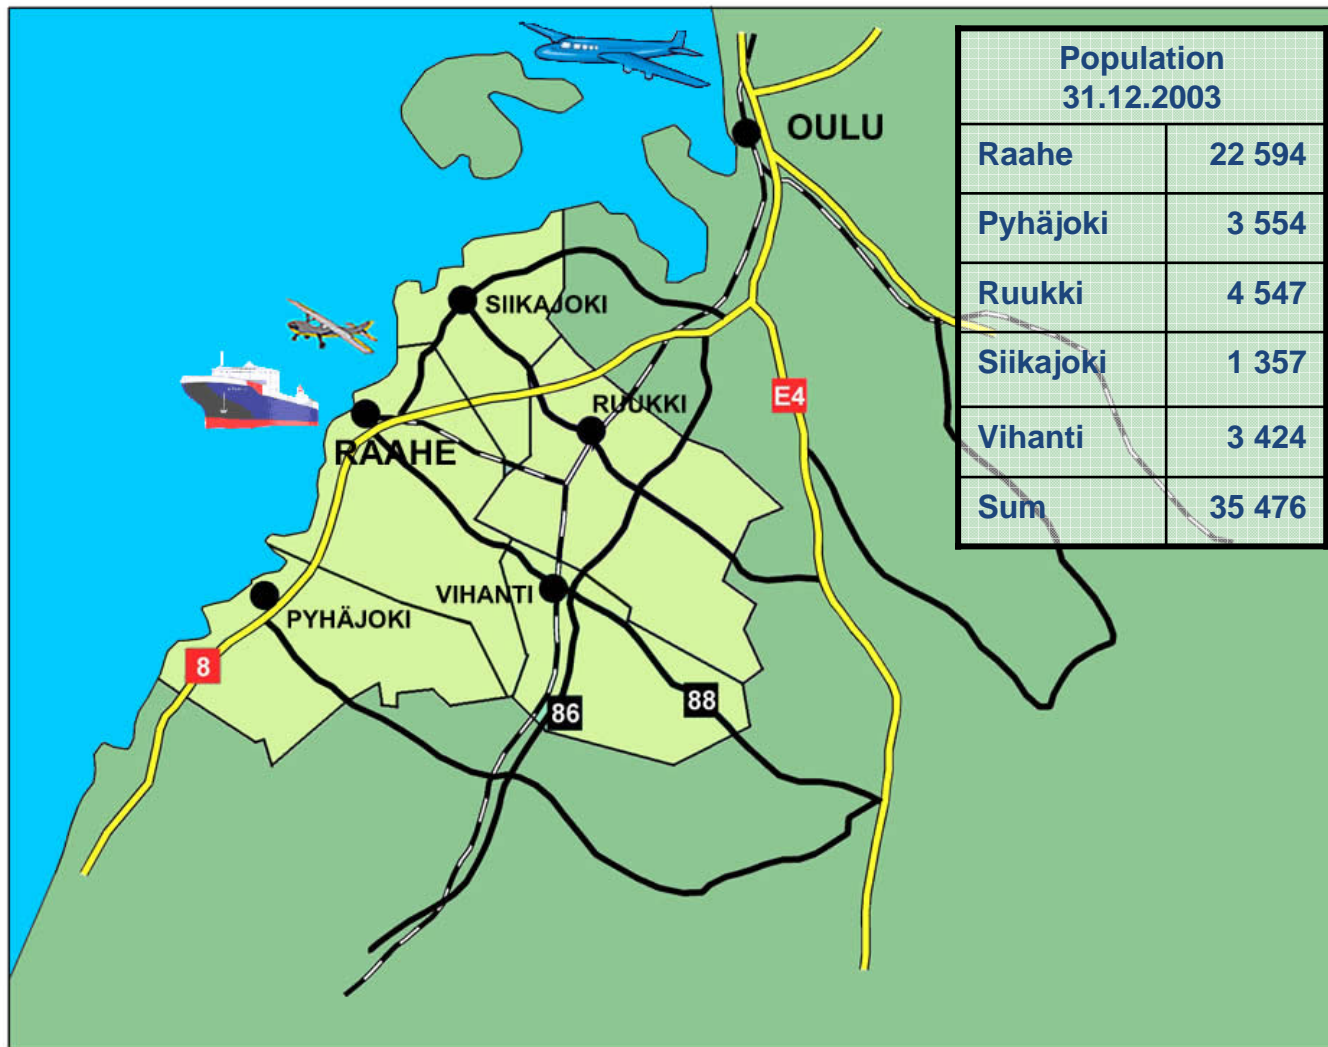 Population
31.12.2003
Raahe 22 594
Pyhäjoki 3 554
Ruukki 4 547
Siikajoki 1 357
Vihanti 3 424
Sum 35 476
OULU
SIIKAJOKI
RUUKKI
E4
RAAHE
VIHANTI
PYHÄJOKI
8
86
88